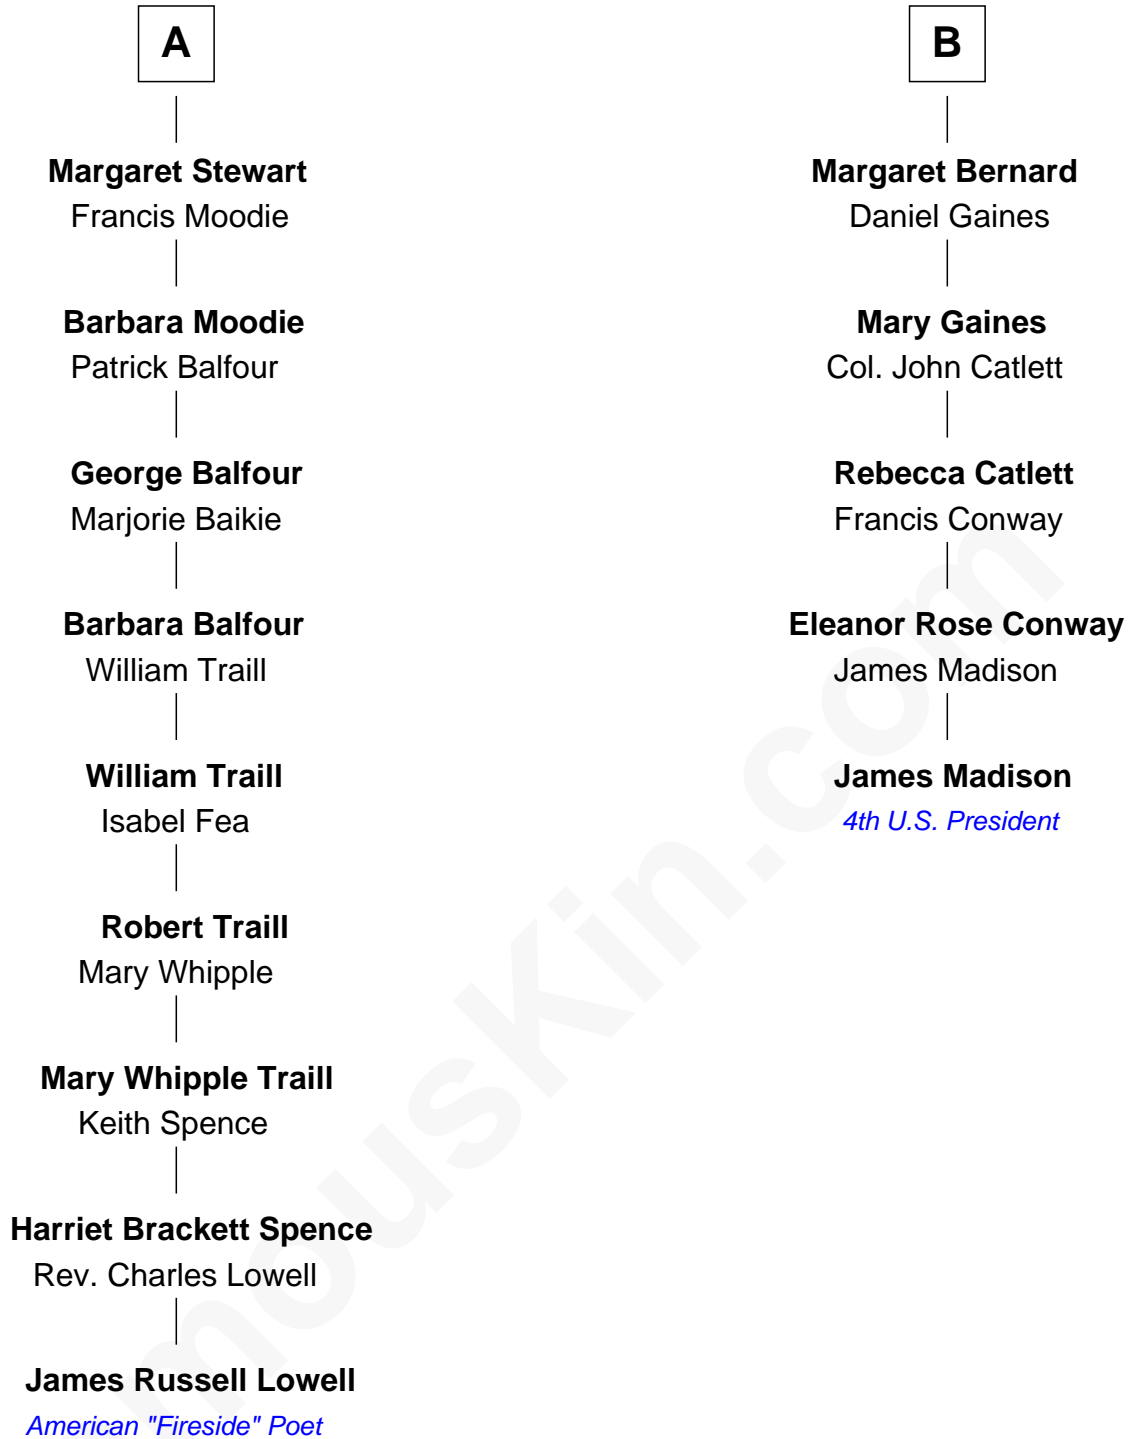 A
Margaret Stewart
Francis Moodie
Barbara Moodie
Patrick Balfour
George Balfour
Marjorie Baikie
Barbara Balfour
William Traill
William Traill
Isabel Fea
Robert Traill
Mary Whipple
Mary Whipple Traill
Keith Spence
Harriet Brackett Spence
Rev. Charles Lowell
James Russell Lowell
American "Fireside" Poet
B
Margaret Bernard
Daniel Gaines
Mary Gaines
Col. John Catlett
Rebecca Catlett
Francis Conway
Eleanor Rose Conway
James Madison
James Madison
4th U.S. President
mousKin.com